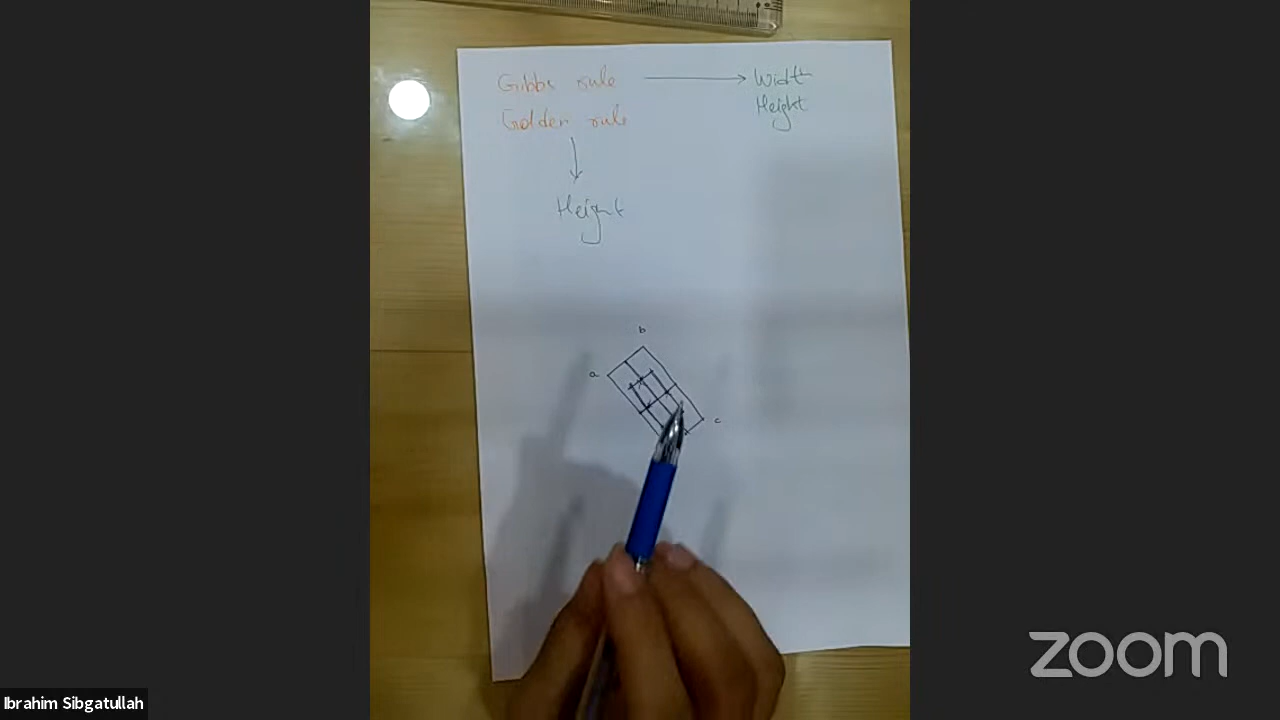 Gibbs rule
Width
Height
Golden rule
Height
b
a
c
Ibrahim Sibgatullah
zoom